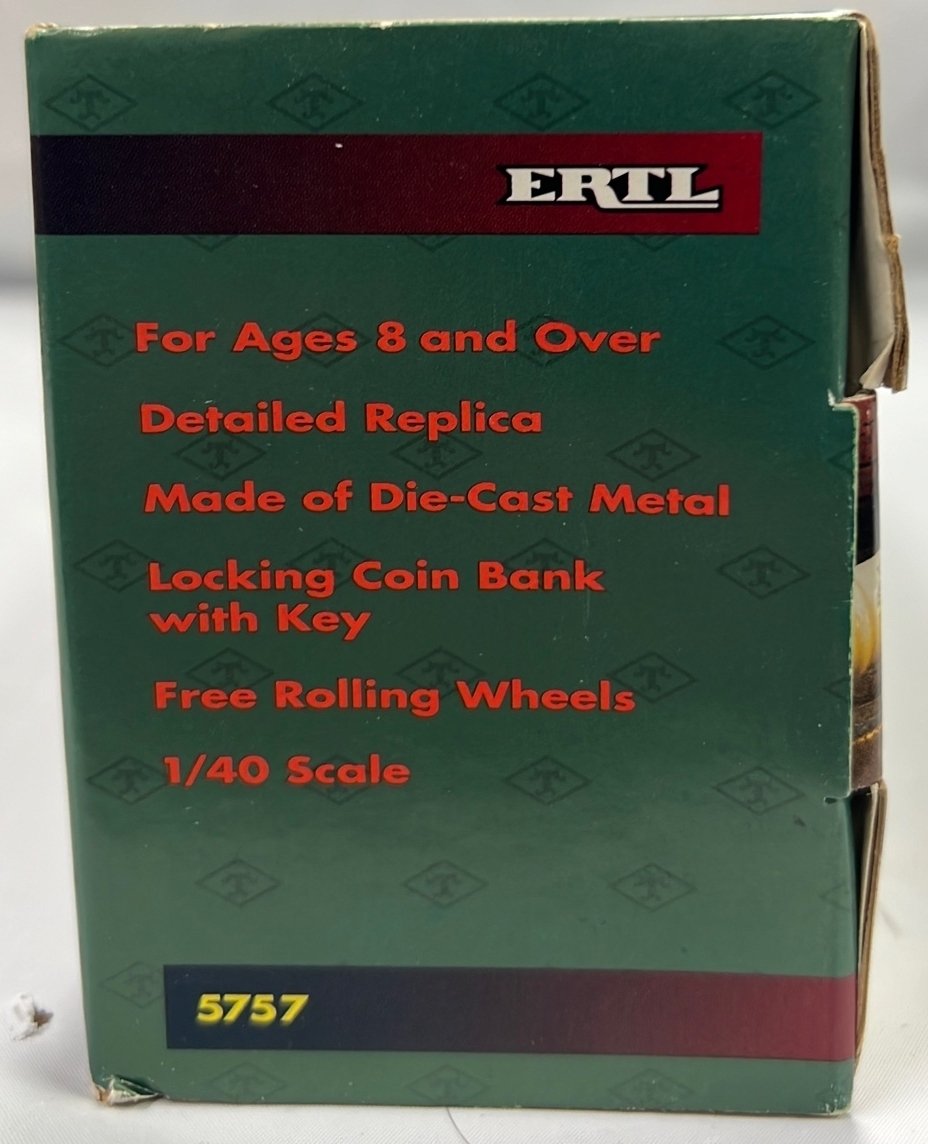 ERTL
For Ages 8 and Over
Detailed Replica
Made of Die-Cast Metal
Locking Coin Bank
with Key
Free Rolling Wheels
1/40 Scale
5757